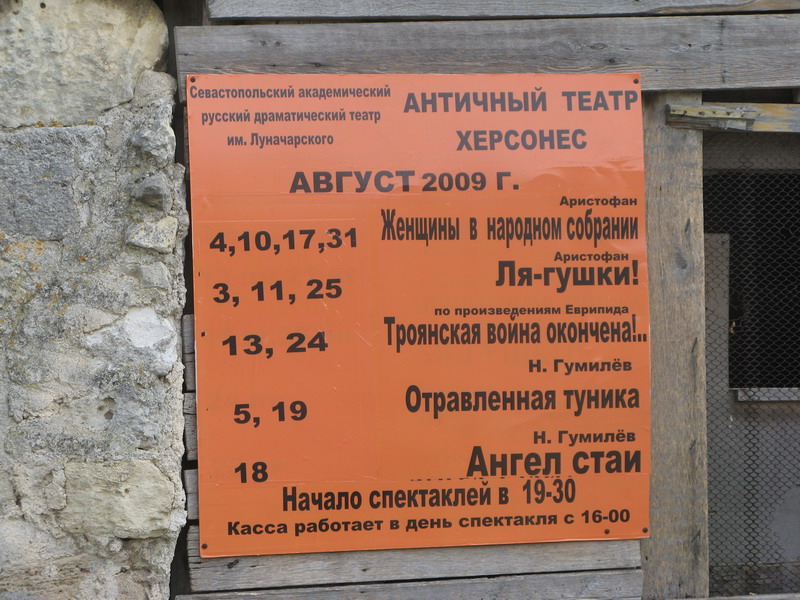 Севастопольский академический
русский драматический театр
им. Луначарского
АНТИЧНЫЙ ТЕАТР
ХЕРСОНЕС
АВГУСТ 2009 Г.
Аристофан
4,10,17,31 Женщины в народном собрании
Аристофан
3, 11, 25 Ля-гушки!
по произведениям Еврипида
13, 24 Троянская война окончена!..
Н. Гумилёв
5, 19 Отравленная туника
Н. Гумилёв
18 Ангел стаи
Начало спектаклей в 19-30
Касса работает в день спектакля с 16-00